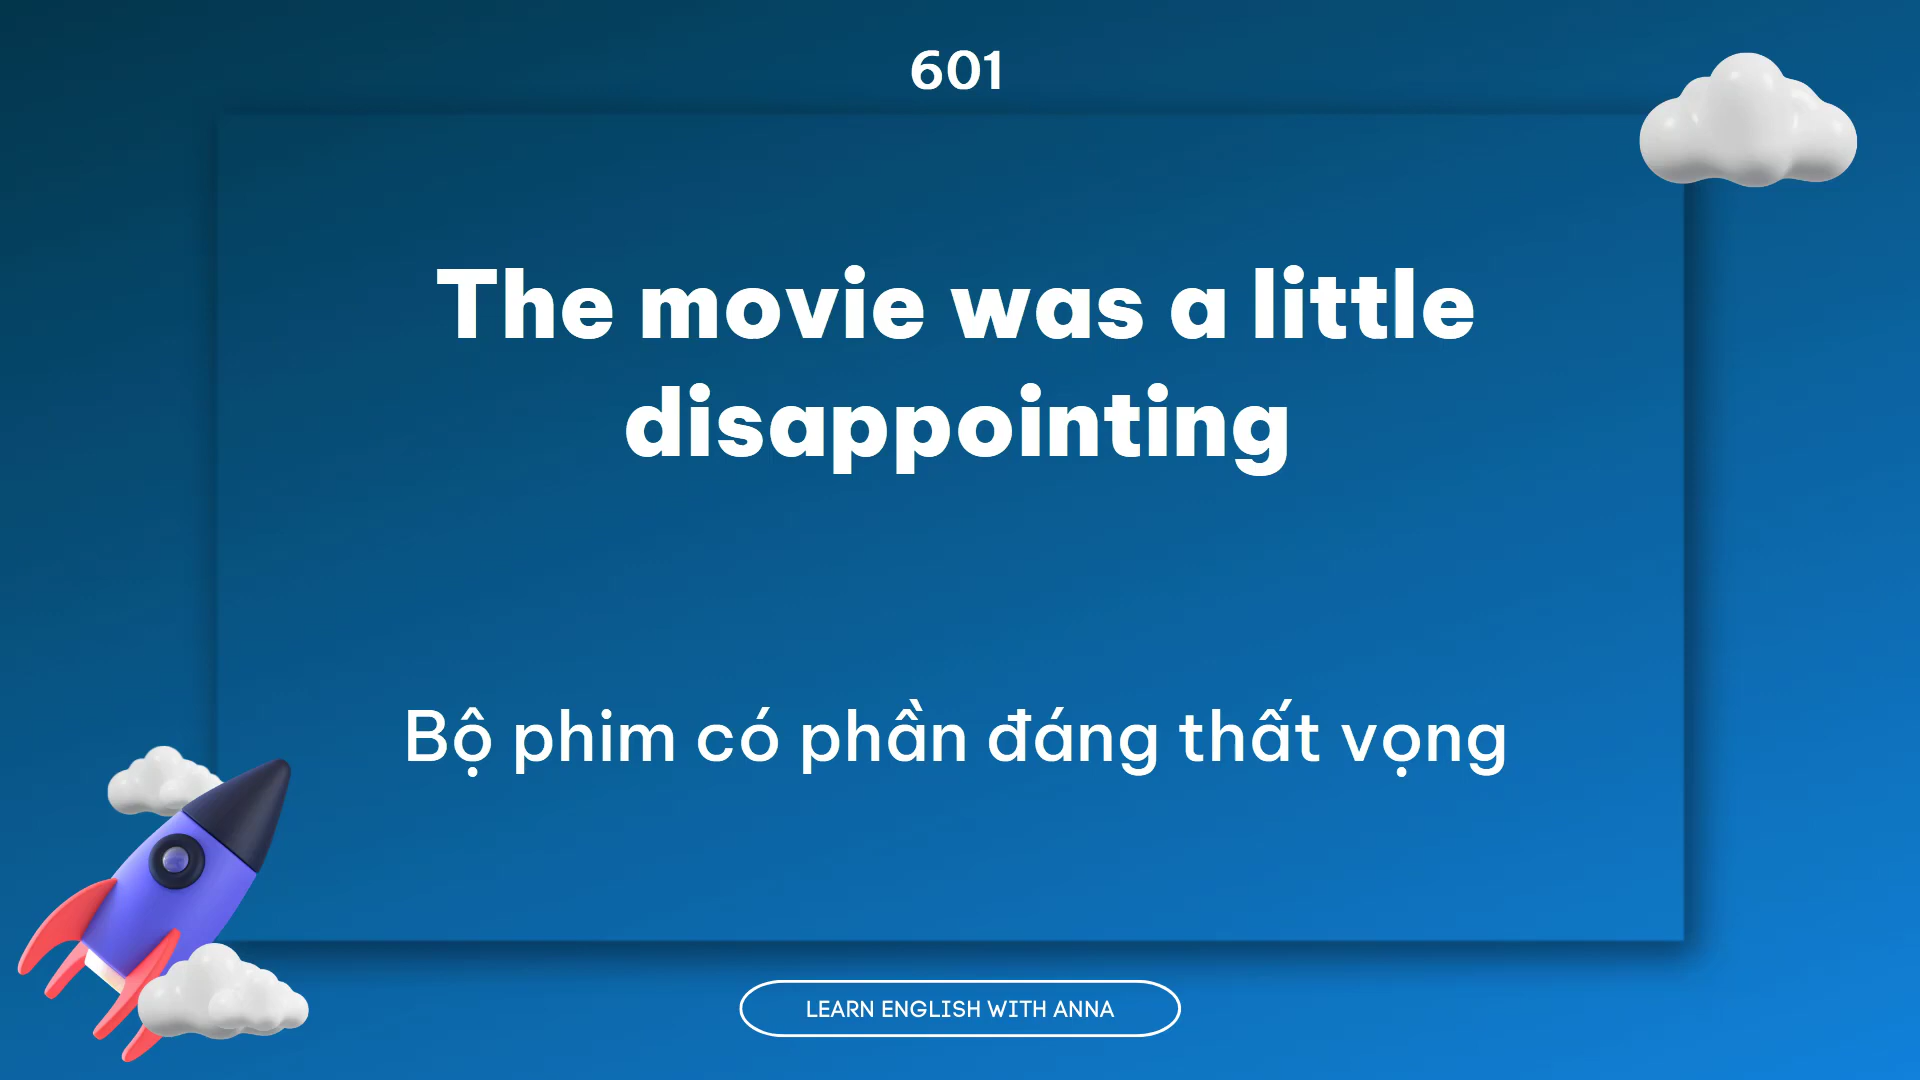 601
The movie was a little
disappointing
Bộ phim có phần đáng thất vọng
LEARN ENGLISH WITH ANNA